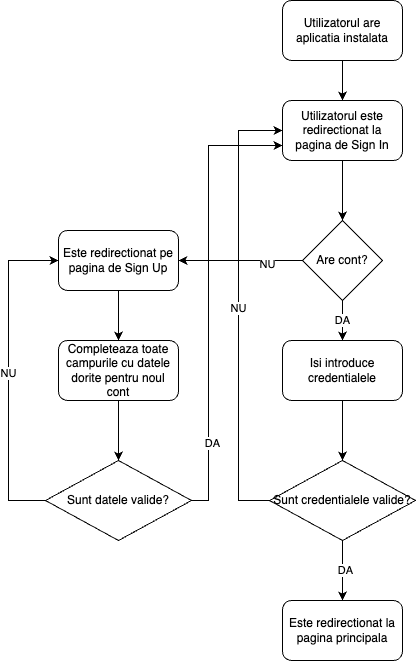 Utilizatorul are
aplicatia instalata
Utilizatorul este
redirectionat la
pagina de Sign In
Este redirectionat pe
pagina de Sign Up
NU
Are cont?
NU
DA
Completeaza toate
campurile cu datele
dorite pentru noul
cont
Isi introduce
credentialele
NU
DA
Sunt datele valide?
Sunt credentialele valide?
DA
Este redirectionat la
pagina principala